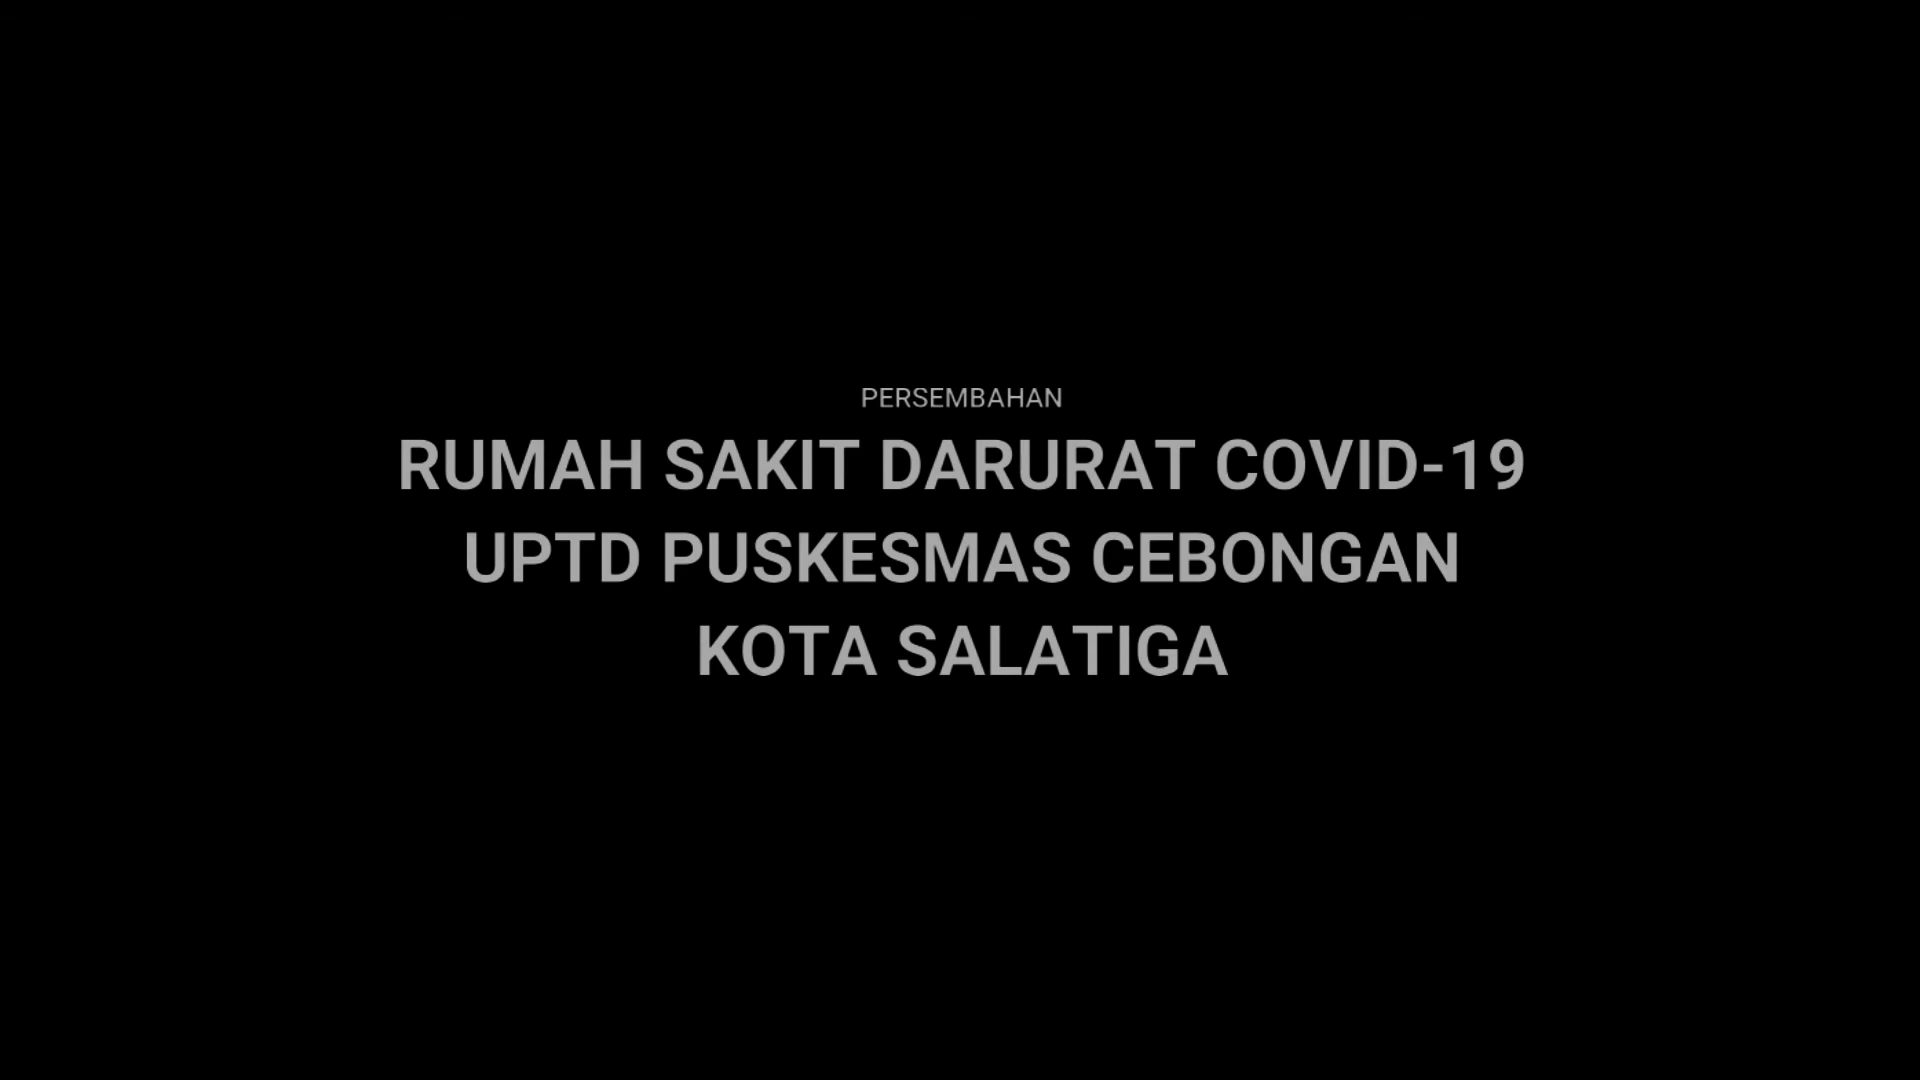 PERSEMBAHAN
RUMAH SAKIT DARURAT COVID-19
UPTD PUSKESMAS CEBONGAN
KOTA SALATIGA